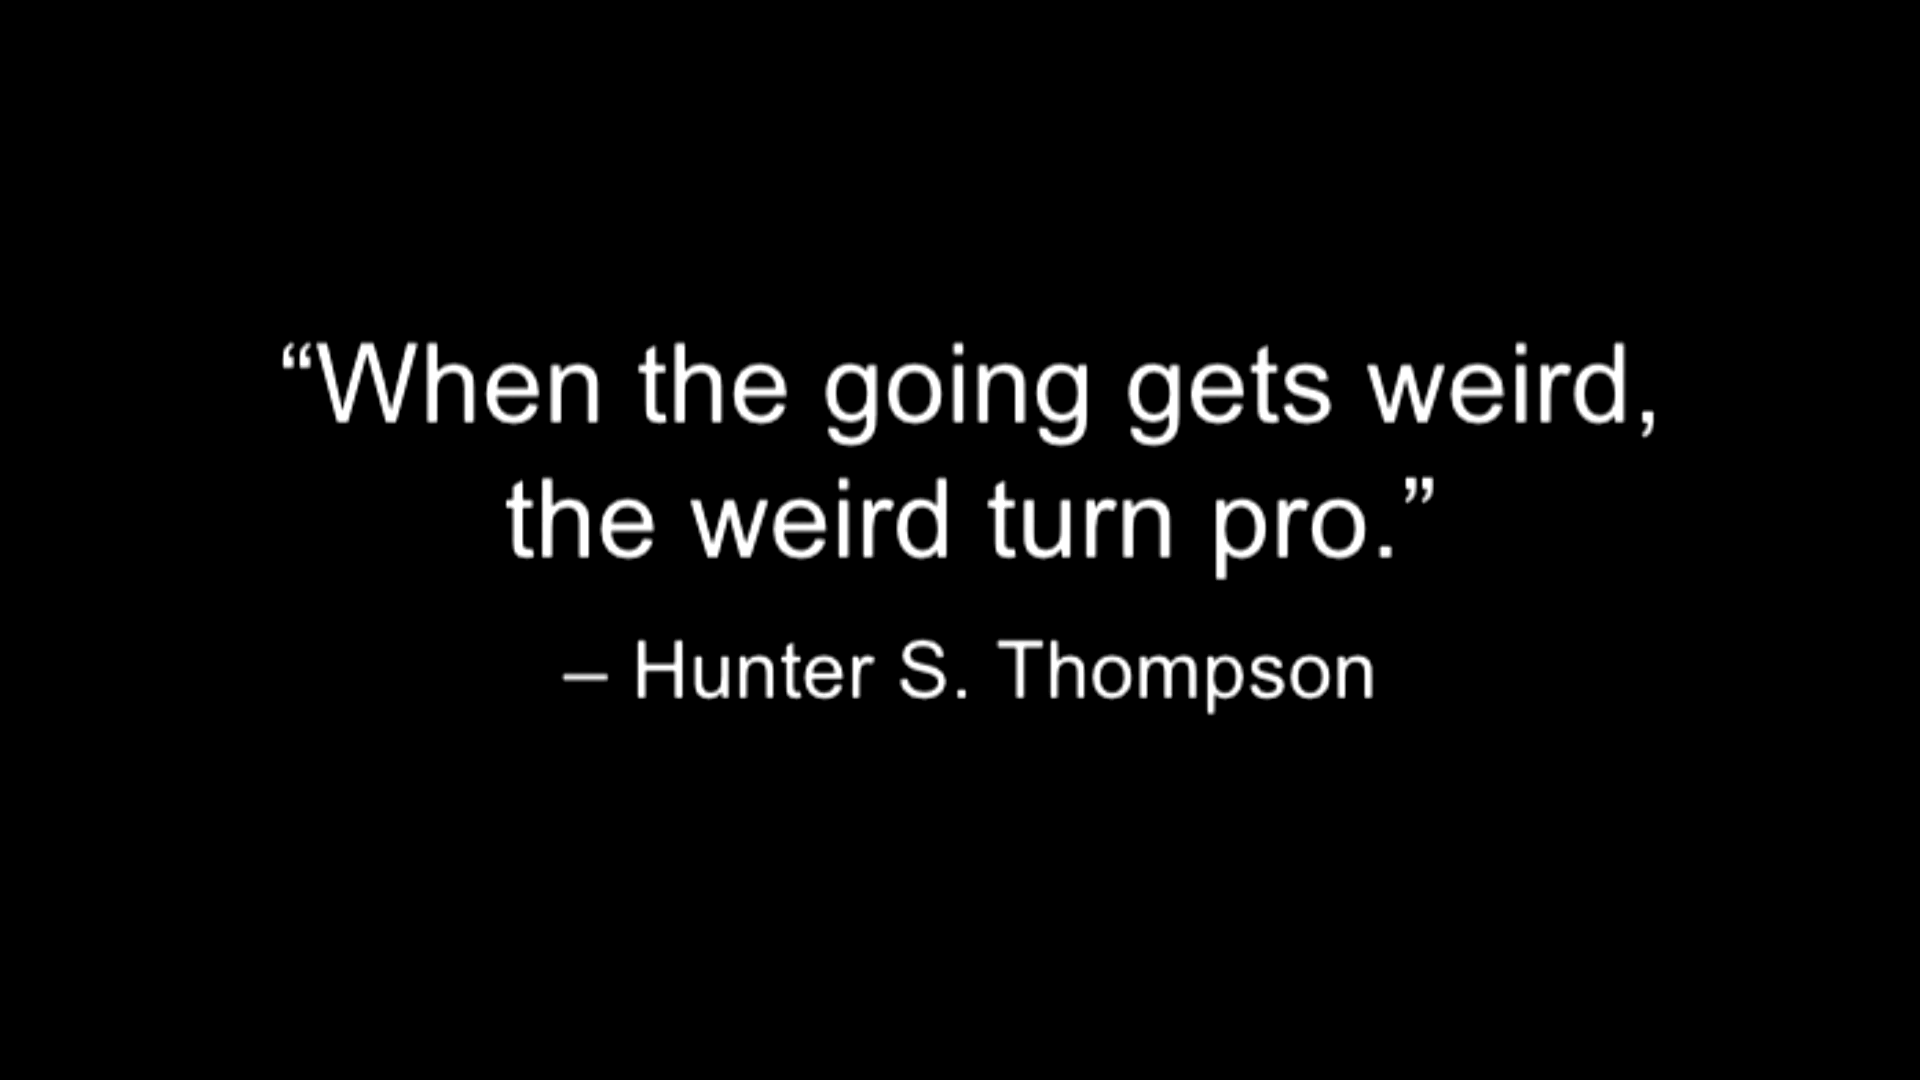 “When the going gets weird,
the weird turn pro.”
– Hunter S. Thompson